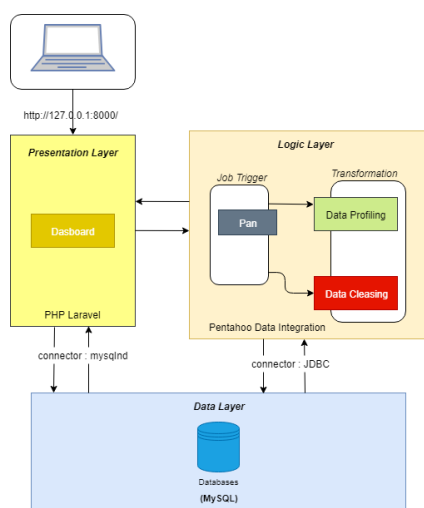 http://127.0.0.1:8000/
Presentation Layer
Dasboard
PHP Laravel
Logic Layer
Job Trigger
Transformation
Pan
Data Profiling
Data Cleasing
Pentahoo Data Integration
connector : mysqlnd
connector : JDBC
Data Layer
Databases
(MySQL)